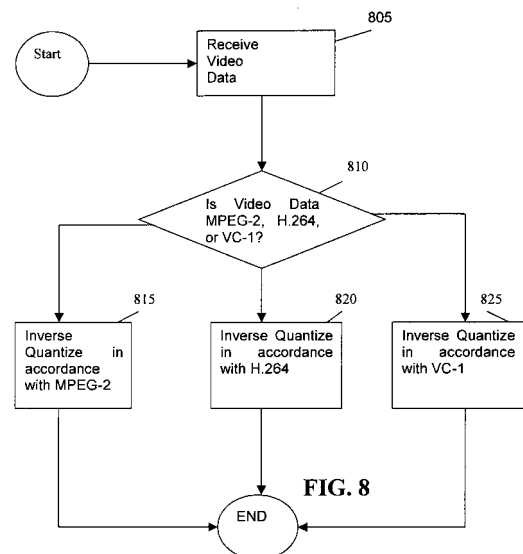 805
Start
Receive
Video
Data
810
Is Video Data
MPEG-2, H.264,
or VC-1?
815
820
825
Inverse
Quantize in
accordance
with MPEG-2
Inverse Quantize
in accordance
with H.264
Inverse Quantize
in accordance
with VC-1
FIG. 8
END